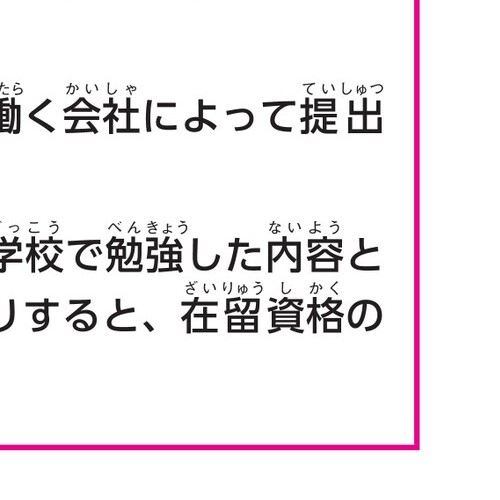 たら かいしゃ ていしゅつ
働く会社によって提出
がっこう べんきょう ないよう
学校で勉強した内容と
ざいりゅう し かく
りすると、在留資格の